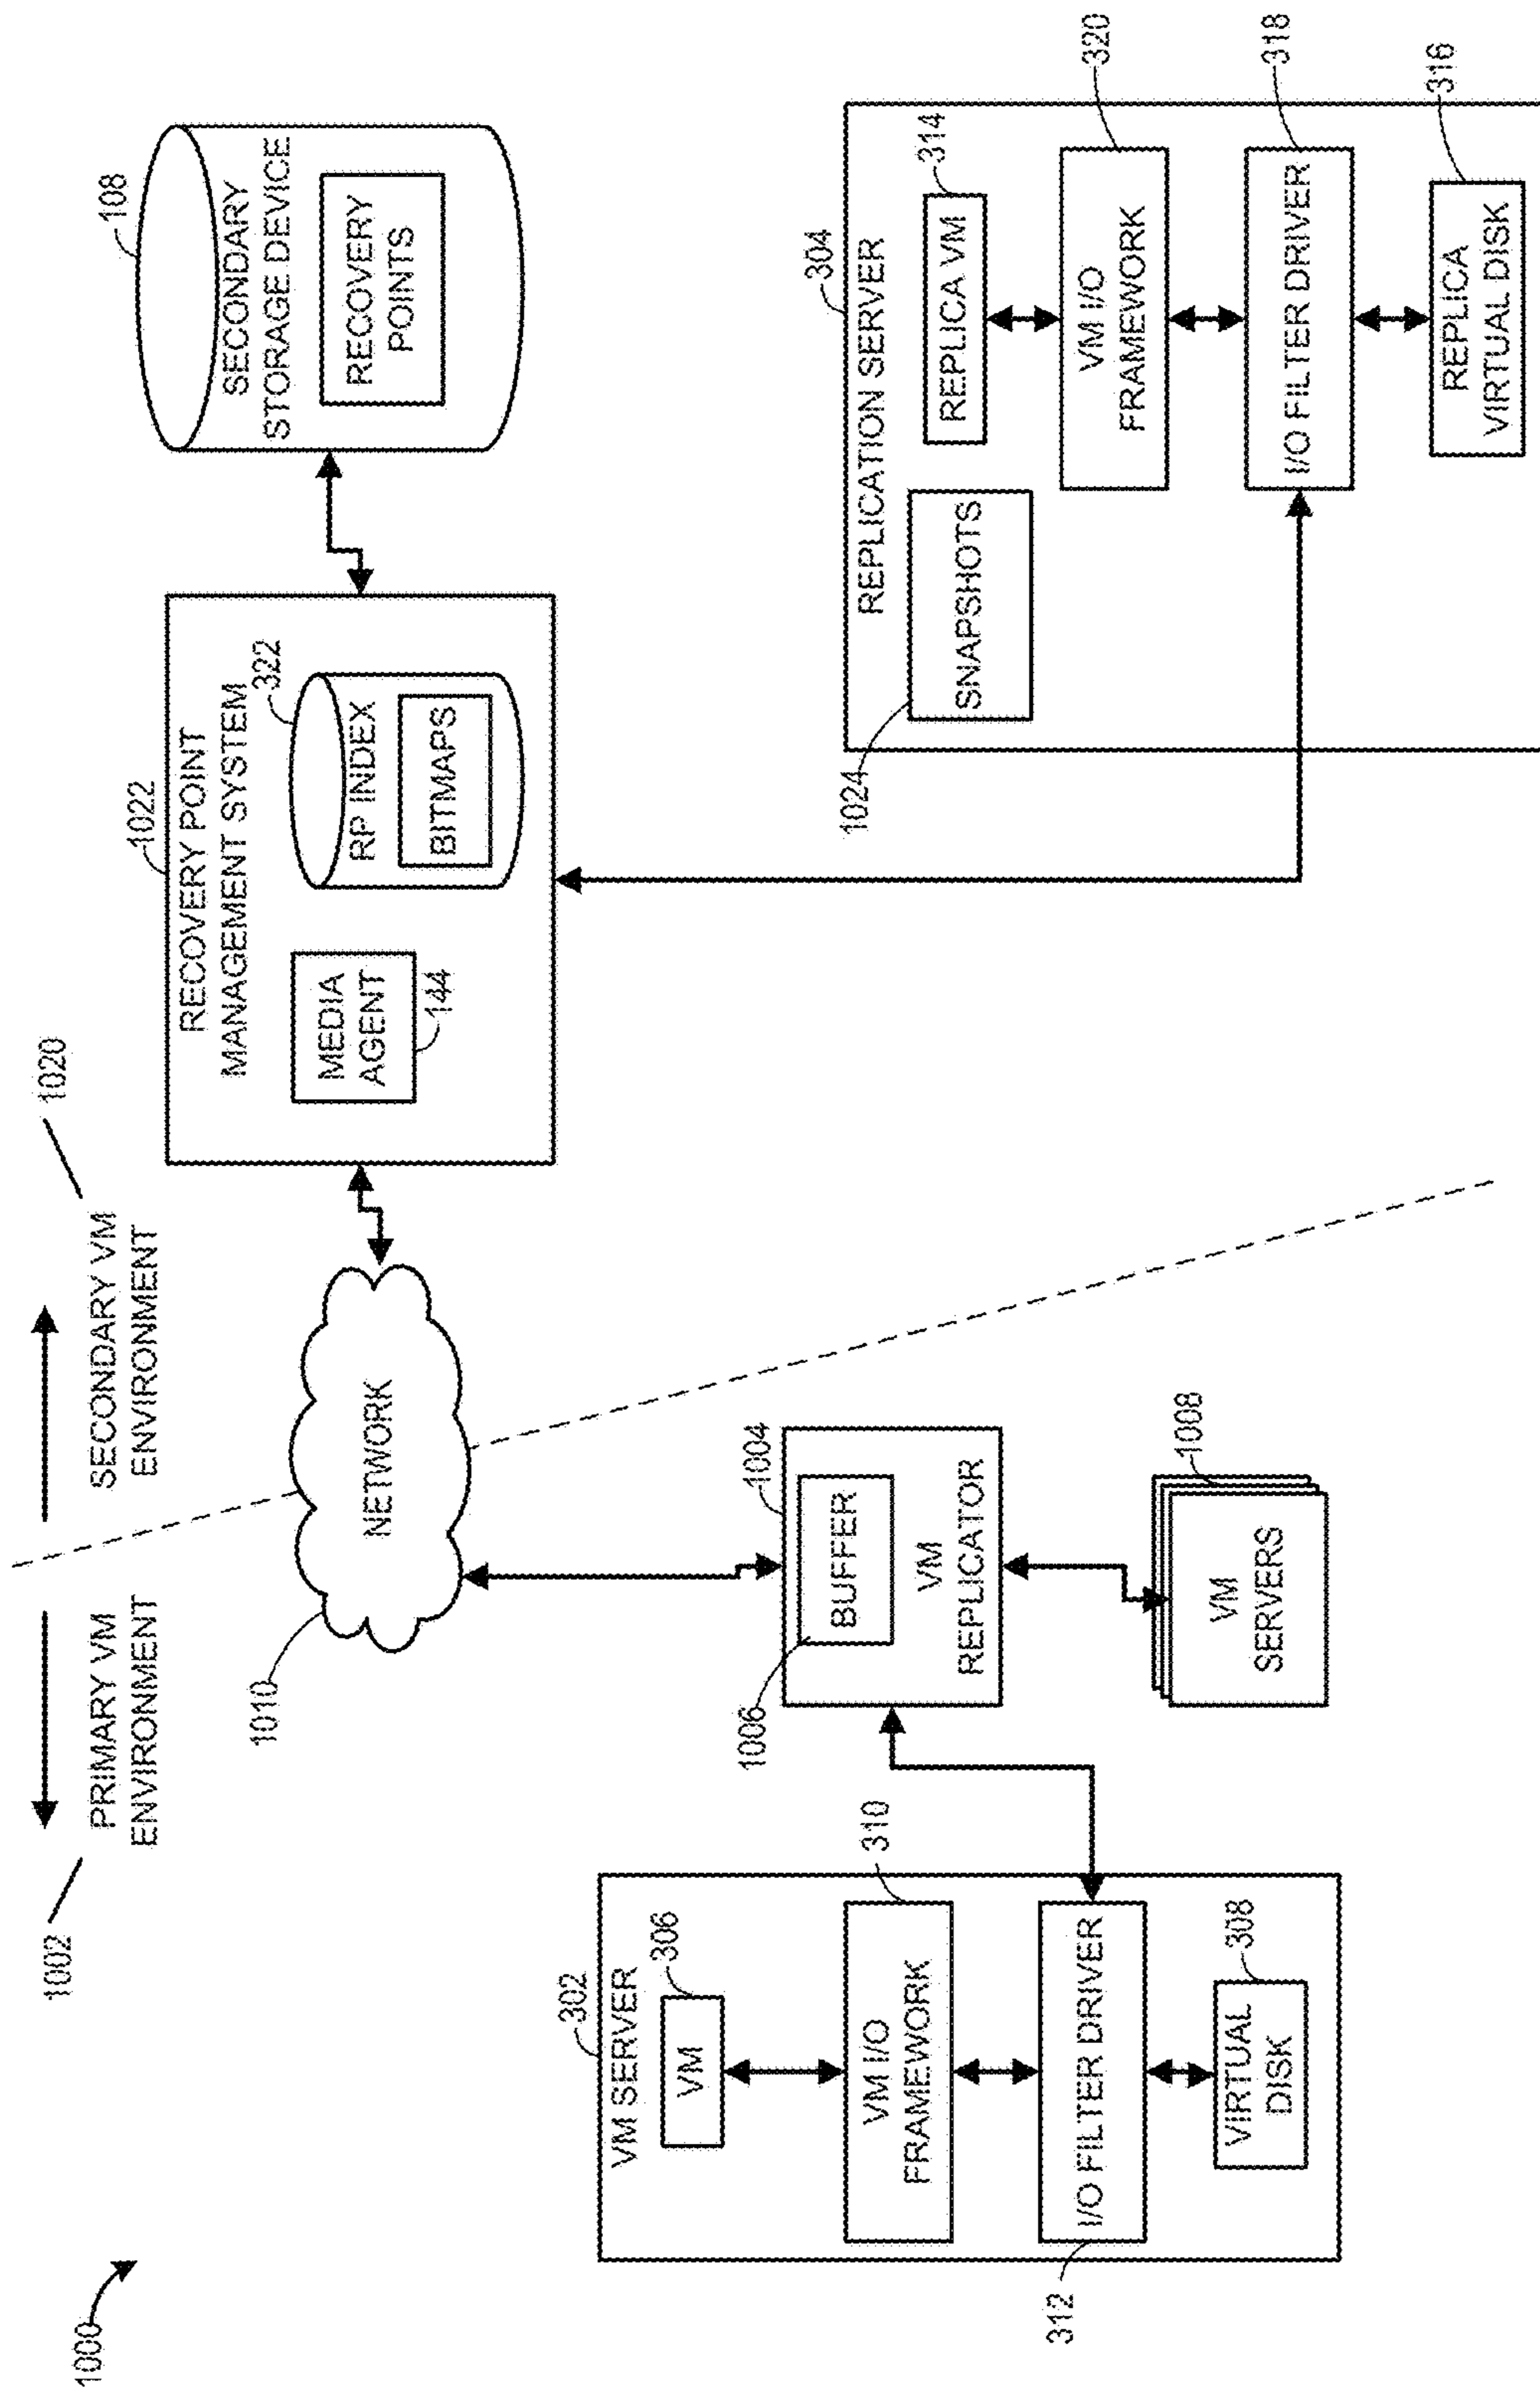 1000
1002
PRIMARY VM
ENVIRONMENT
SECONDARY VM
ENVIRONMENT
1020
1010
NETWORK
1022
RECOVERY POINT
MANAGEMENT SYSTEM
MEDIA
AGENT
144
322
RP INDEX
BITMAPS
108
SECONDARY
STORAGE DEVICE
RECOVERY
POINTS
302
VM SERVER
VM
306
VM I/O
FRAMEWORK
310
I/O FILTER DRIVER
312
VIRTUAL
DISK
308
1004
BUFFER
1006
VM
REPLICATOR
VM
SERVERS
1008
304
REPLICATION SERVER
SNAPSHOTS
1024
REPLICA VM
314
VM I/O
FRAMEWORK
320
I/O FILTER DRIVER
318
REPLICA
VIRTUAL DISK
316